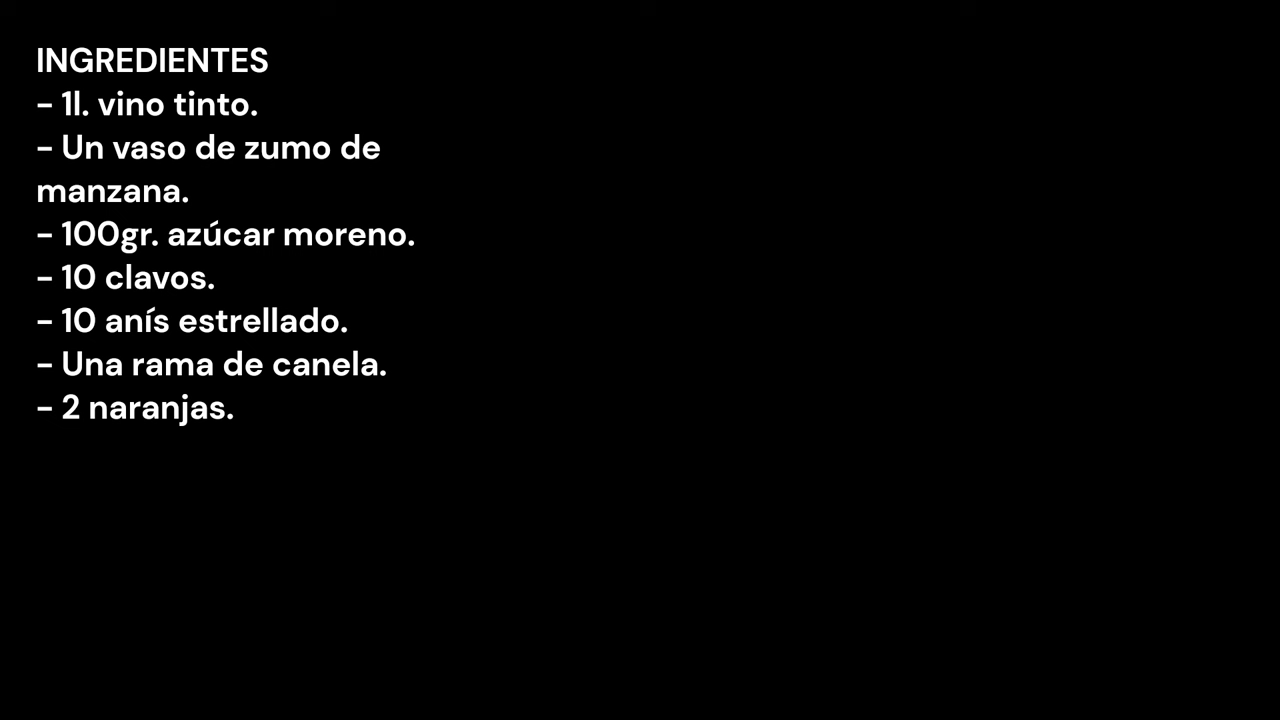 INGREDIENTES
- 1l. vino tinto.
- Un vaso de zumo de
manzana.
- 100gr. azúcar moreno.
- 10 clavos.
- 10 anís estrellado.
- Una rama de canela.
- 2 naranjas.